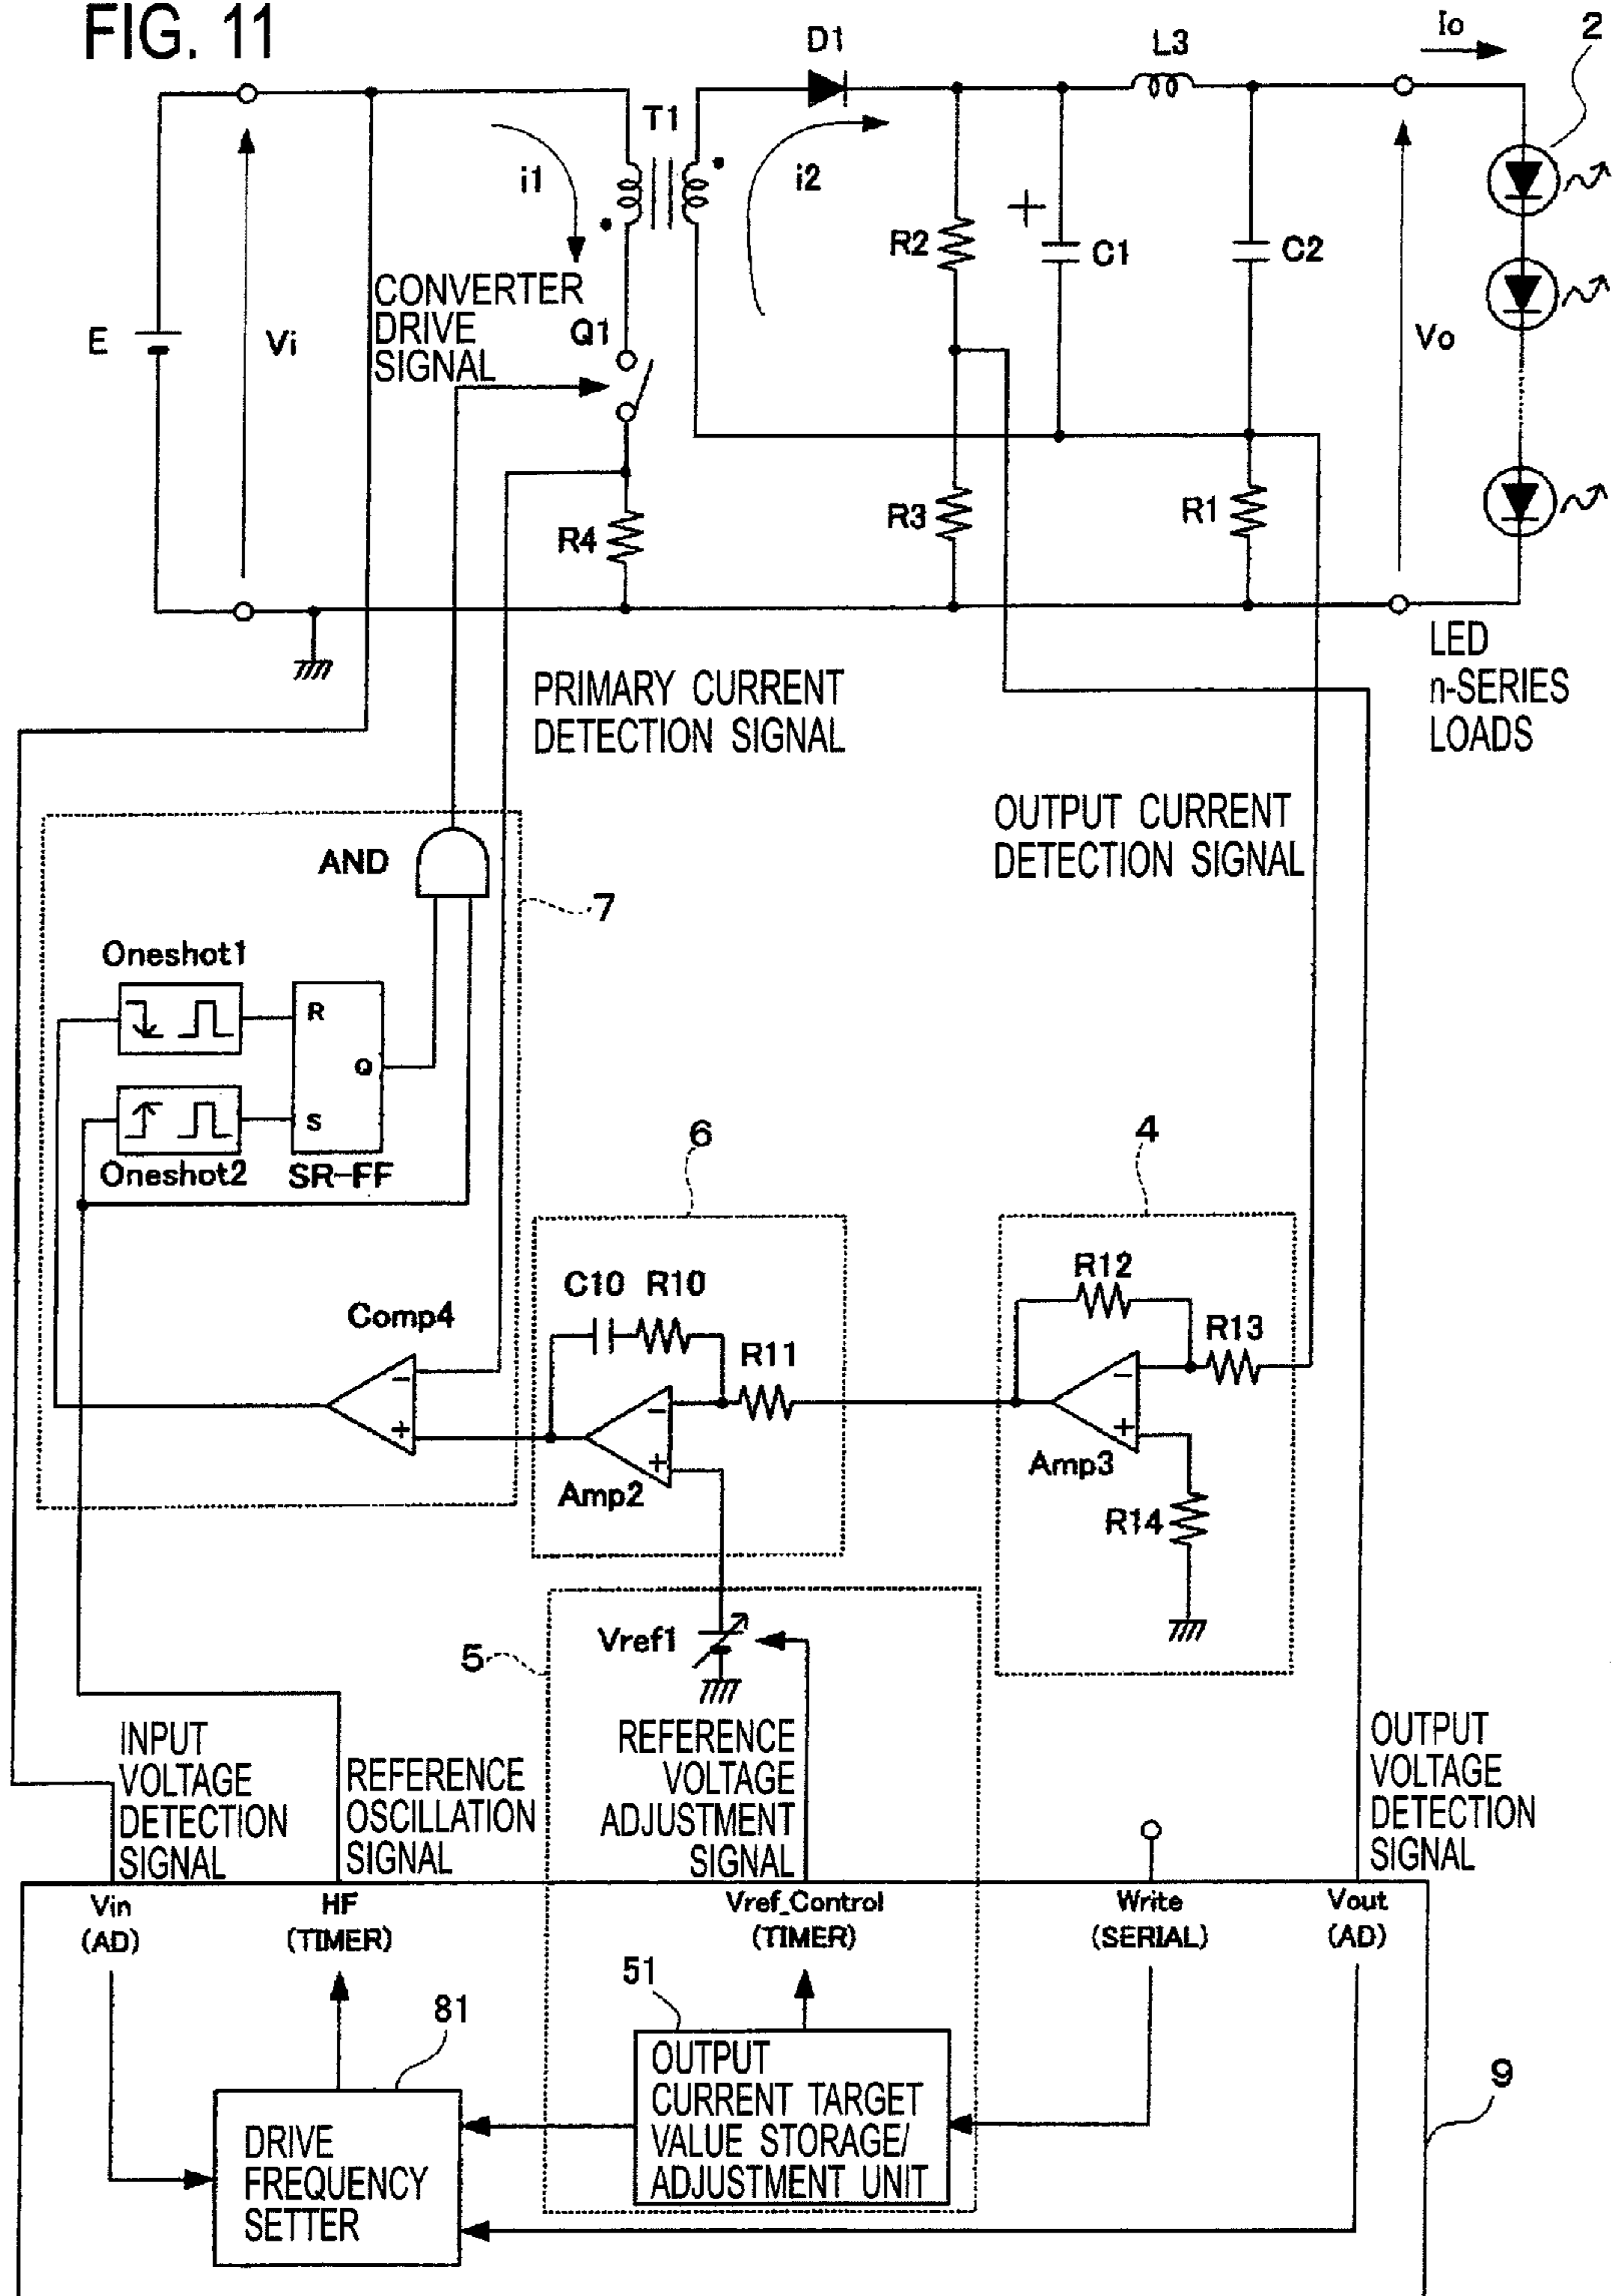 FIG. 11
D1
L3
Io
2
T1
i1
i2
R2
C1
C2
E
Vi
CONVERTER
DRIVE
SIGNAL
Q1
Vo
R4
R3
R1
LED
n-SERIES
LOADS
PRIMARY CURRENT
DETECTION SIGNAL
OUTPUT CURRENT
DETECTION SIGNAL
AND
7
Oneshot1
R
Q
S
Oneshot2
SR-FF
6
4
C10
R10
R11
Comp4
Amp2
R12
R13
Amp3
R14
5
Vref1
INPUT
VOLTAGE
DETECTION
SIGNAL
REFERENCE
OSCILLATION
SIGNAL
REFERENCE
VOLTAGE
ADJUSTMENT
SIGNAL
OUTPUT
VOLTAGE
DETECTION
SIGNAL
Vin
(AD)
HF
(TIMER)
Vref_Control
(TIMER)
Write
(SERIAL)
Vout
(AD)
51
81
9
OUTPUT
CURRENT TARGET
VALUE STORAGE/
ADJUSTMENT UNIT
DRIVE
FREQUENCY
SETTER